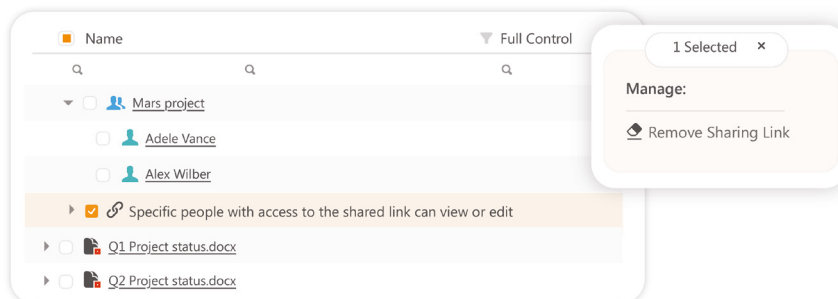 Name Full Control
Mars project
Adele Vance
Alex Wilber
Specific people with access to the shared link can view or edit
Q1 Project status.docx
Q2 Project status.docx
1 Selected ×
Manage:
Remove Sharing Link